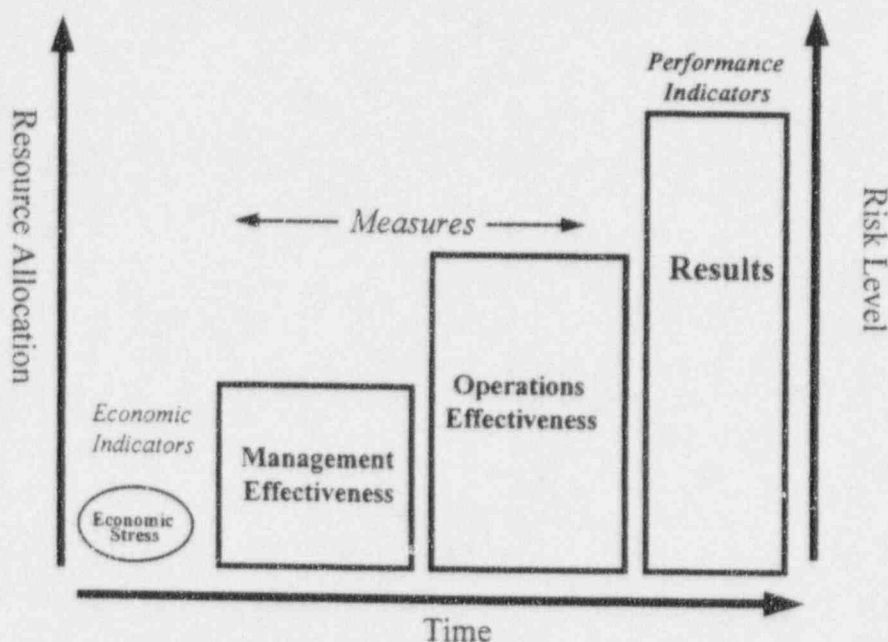 Performance
Indicators
Resource Allocation
Measures
Results
Risk Level
Operations
Effectiveness
Economic
Indicators
Management
Effectiveness
Economic
Stress
Time